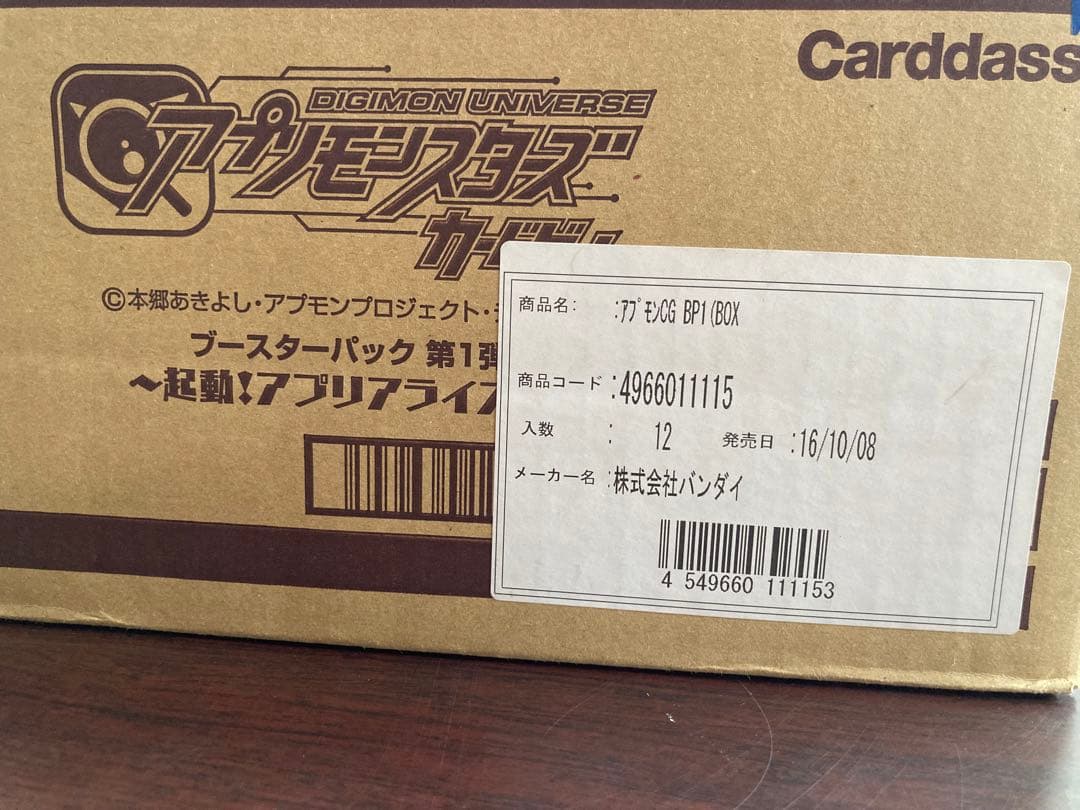 Carddass
DIGIMON UNIVERSE
アプリモンスターズ
カード
©本郷あきよし・アプモンプロジェクト・
ブースターパック 第1弾
～起動!アプリアライズ
商品名: :アプモンCG BP1(BOX
商品コード :4966011115
入数 : 12 発売日 :16/10/08
メーカー名 :株式会社バンダイ
4 549660 111153